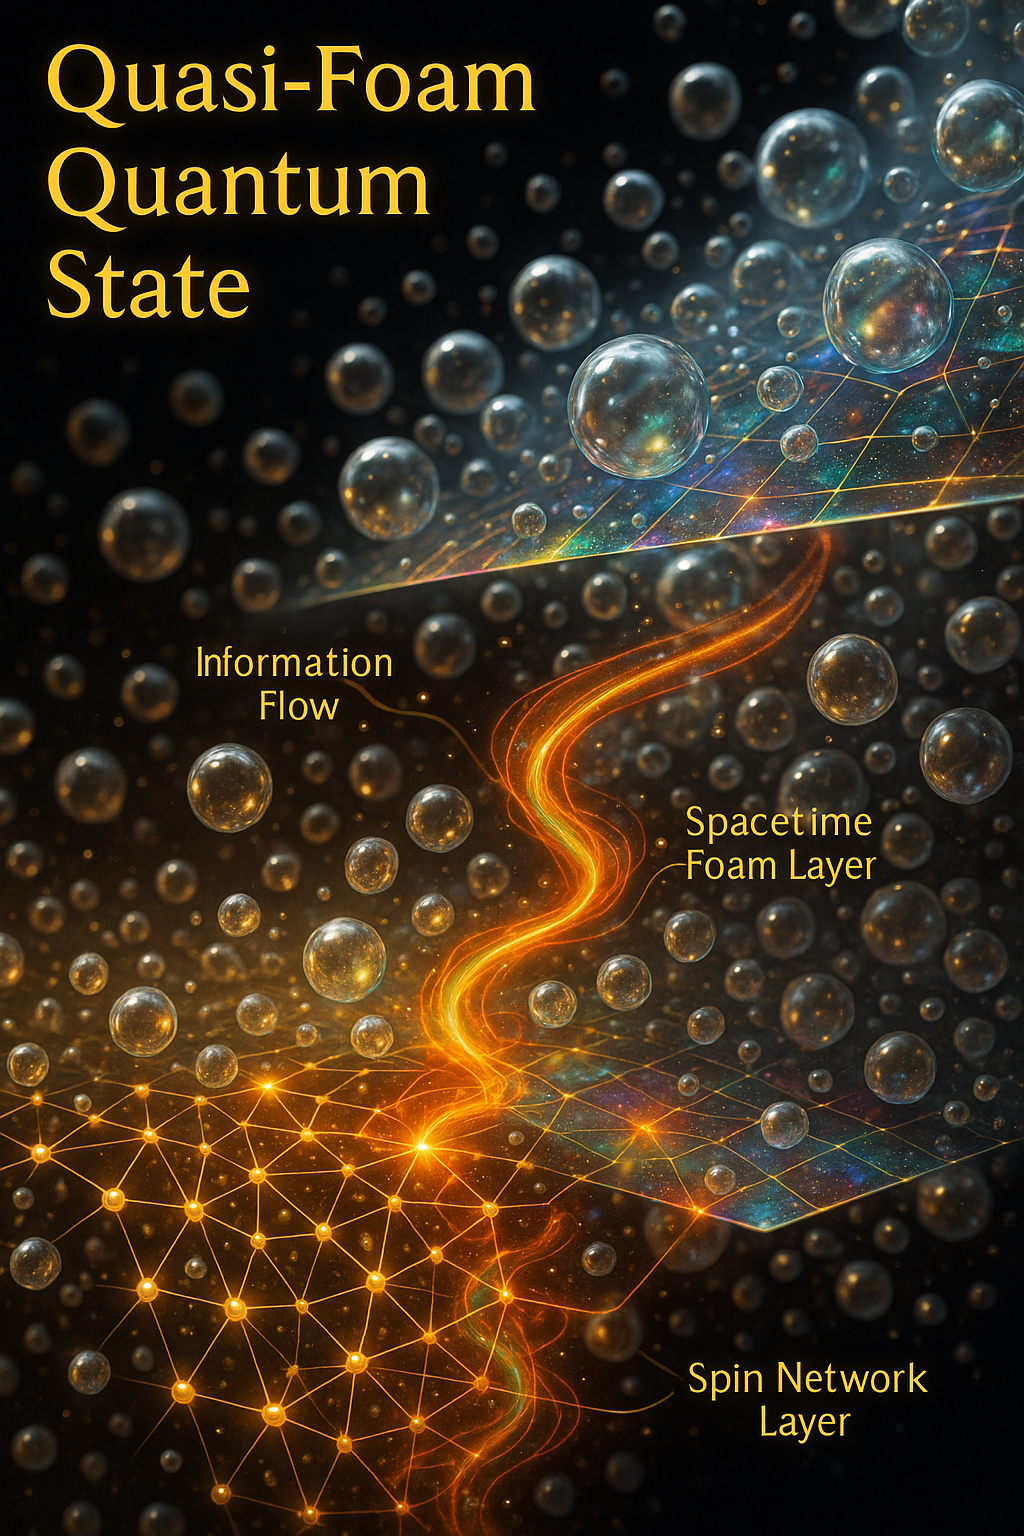 Quasi-Foam
Quantum
State
Information
Flow
Spacetime
Foam Layer
Spin Network
Layer